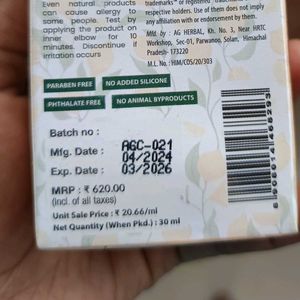 Even natural products
can cause allergy to
some people. Test by
applying the product on
inner elbow for 10
minutes. Discontinue if
irritation occurs
trademarks™ or registered trademarks
respective holders. Use of them does not imply
any affiliation with or endorsement by them.
Mfg. by : AG HERBAL, Kh. No. 3, Near HRTC
Workshop, Sec-01, Parwanoo, Solan, Himachal
Pradesh- 173220
M.L. No.: HIM/COS/20/303
PARABEN FREE
NO ADDED SILICONE
PHTHALATE FREE
NO ANIMAL BYPRODUCTS
Batch no :
AGC-021
Mfg. Date : 04/2024
Exp. Date : 03/2026
MRP : ₹ 620.00
(incl. of all taxes)
Unit Sale Price : ₹ 20.66/ml
Net Quantity (When Pkd.) : 30 ml